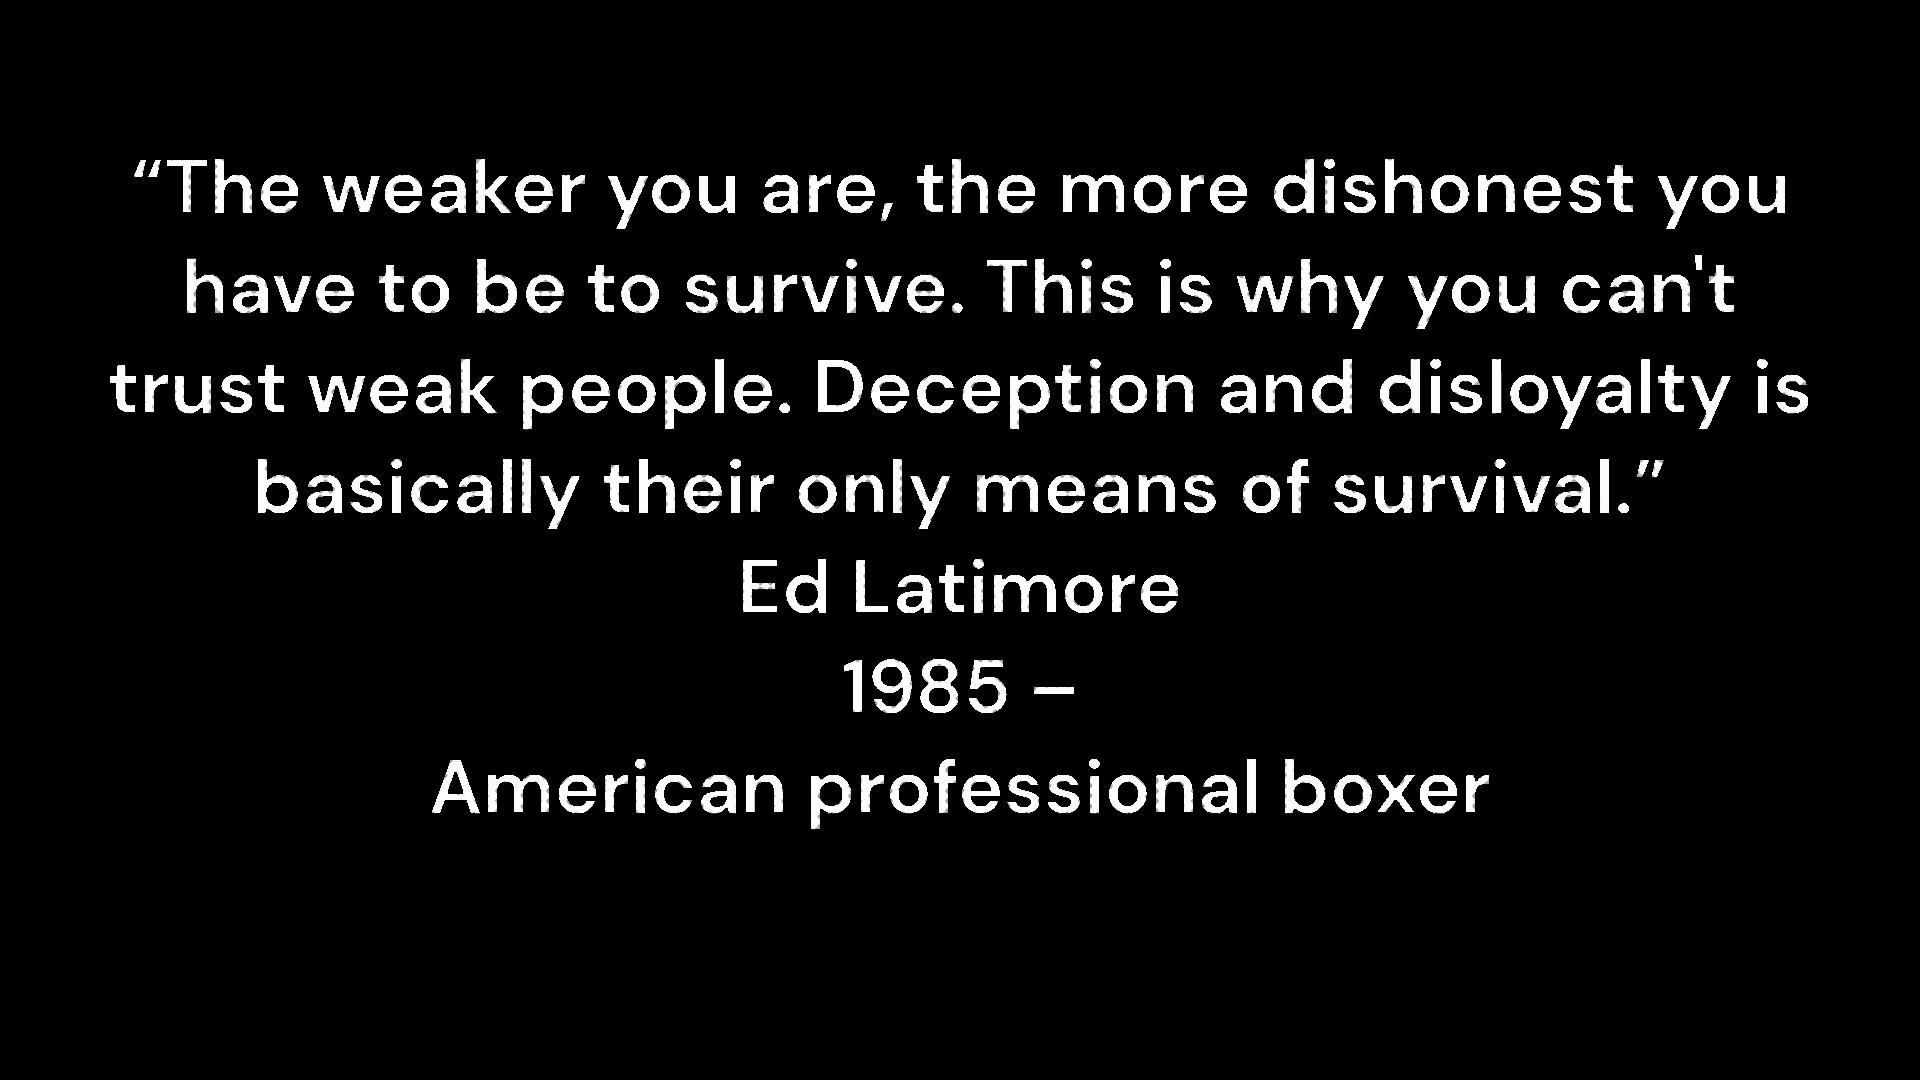 “The weaker you are, the more dishonest you
have to be to survive. This is why you can't
trust weak people. Deception and disloyalty is
basically their only means of survival.”
Ed Latimore
1985 –
American professional boxer